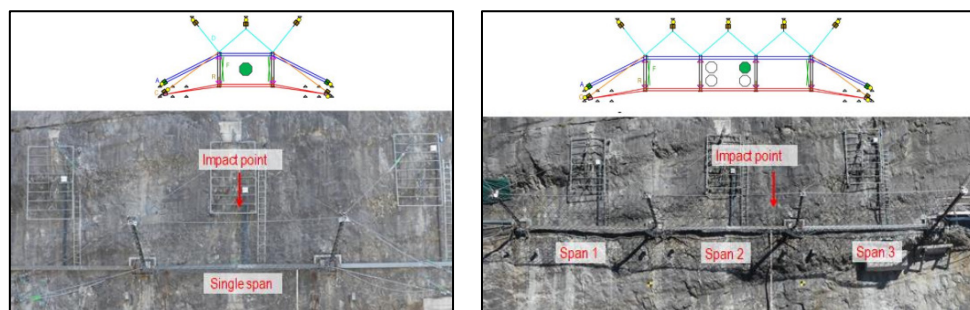 F
A
R
Impact point
Single span
F
A
R
Impact point
Span 1
Span 2
Span 3